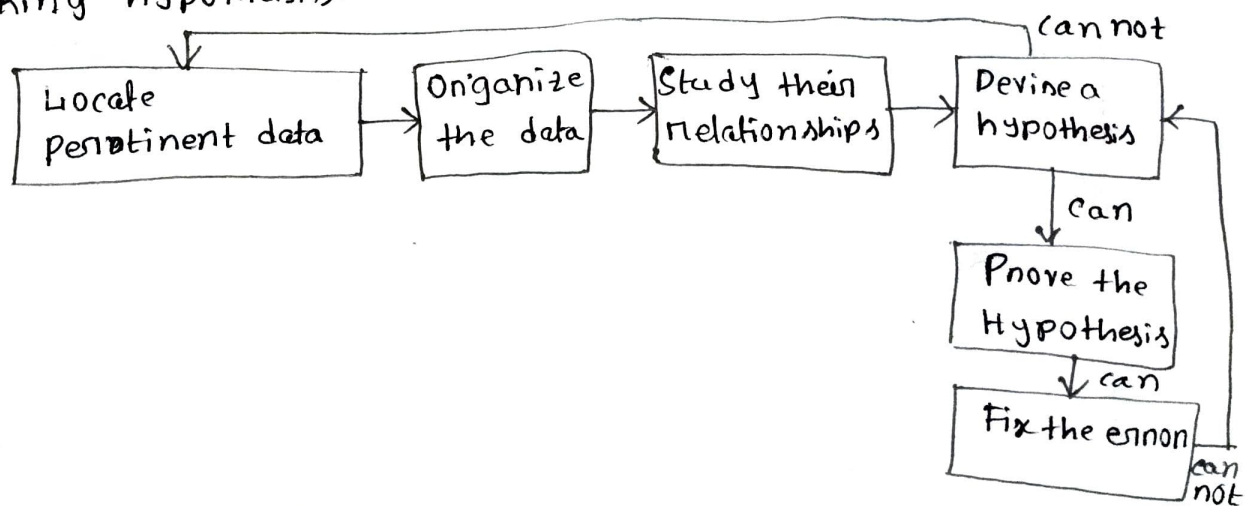 can not
Locate
pertinent data
Organize
the data
Study their
relationships
Devise a
hypothesis
can
Prove the
Hypothesis
can
Fix the error
can
not